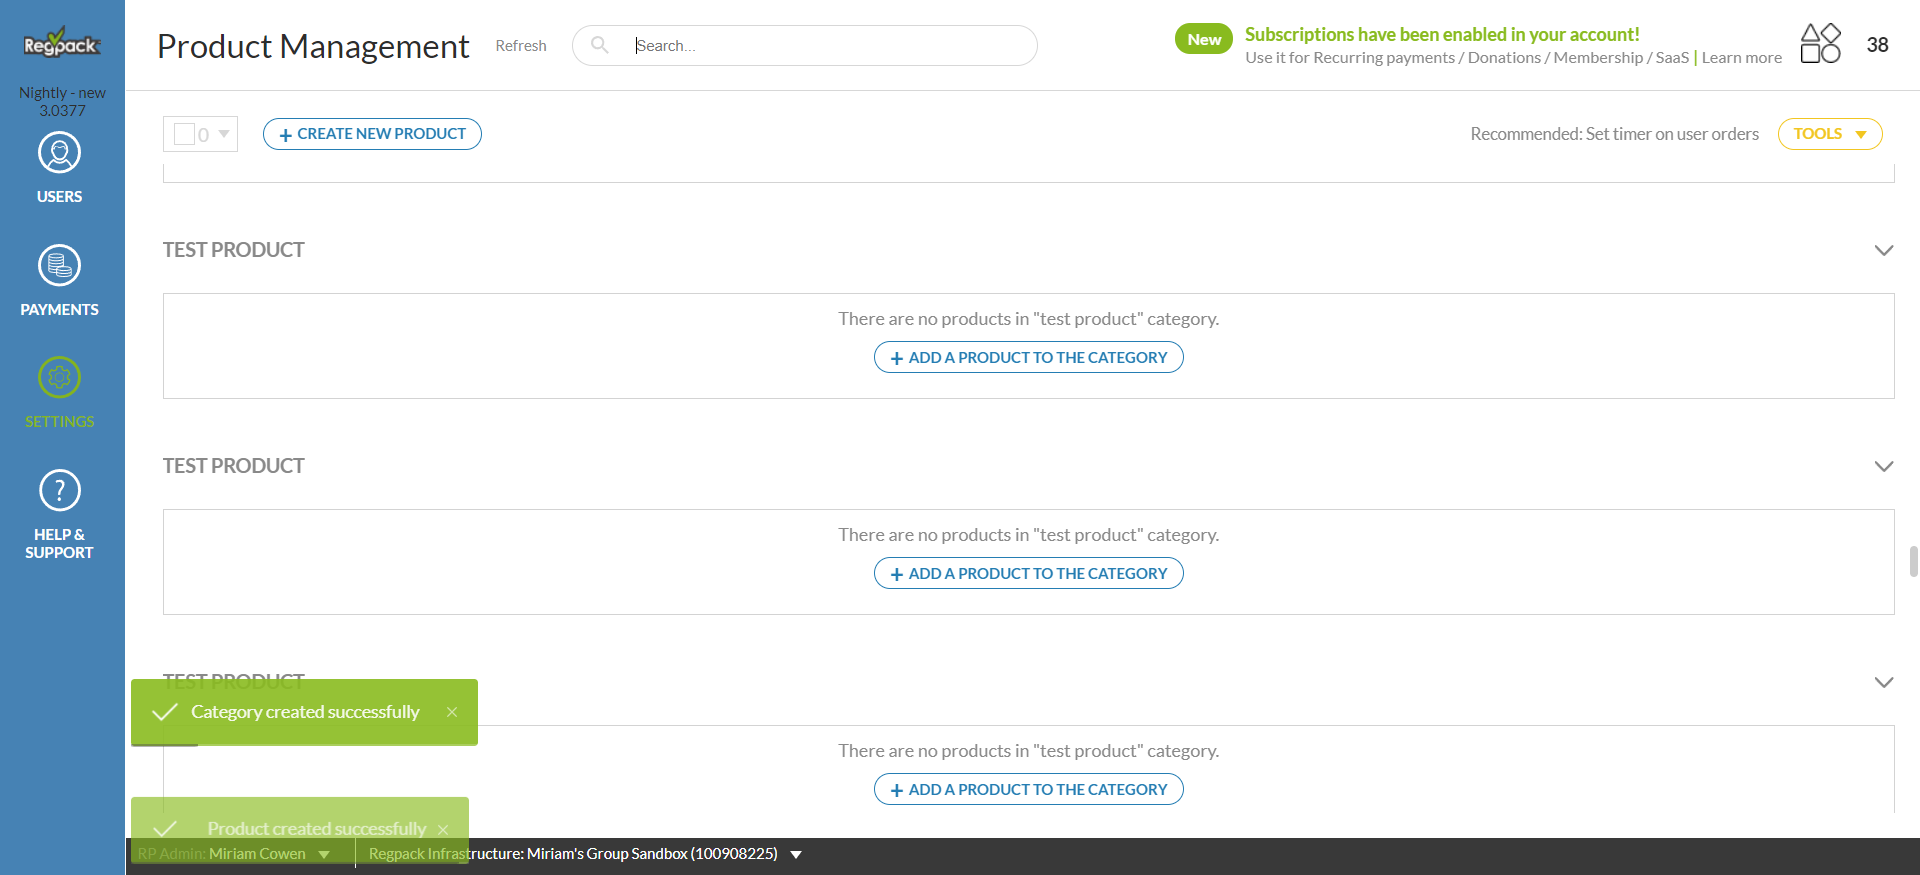 Regpack
Nightly - new
3.0377
USERS
PAYMENTS
SETTINGS
?
HELP &
SUPPORT
Product Management
Refresh
Search...
New
Subscriptions have been enabled in your account!
Use it for Recurring payments / Donations / Membership / SaaS | Learn more
38
0
+ CREATE NEW PRODUCT
Recommended: Set timer on user orders
TOOLS
TEST PRODUCT
There are no products in "test product" category.
+ ADD A PRODUCT TO THE CATEGORY
TEST PRODUCT
There are no products in "test product" category.
+ ADD A PRODUCT TO THE CATEGORY
TEST PRODUCT
Category created successfully
There are no products in "test product" category.
+ ADD A PRODUCT TO THE CATEGORY
Product created successfully
RP Admin: Miriam Cowen
Regpack Infrastructure: Miriam's Group Sandbox (100908225)